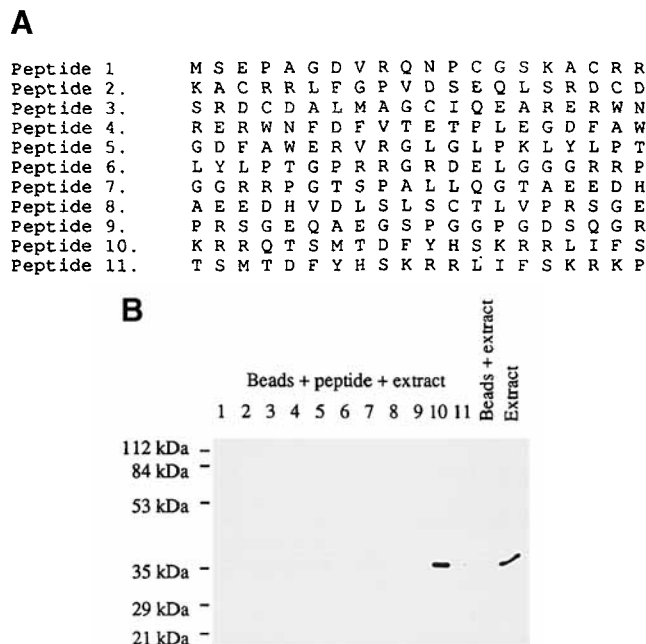 A
Peptide 1 M S E P A G D V R Q N P C G S K A C R R
Peptide 2. K A C R R L F G P V D S E Q L S R D C D
Peptide 3. S R D C D A L M A G C I Q E A R E R W N
Peptide 4. R E R W N F D F V T E T P L E G D F A W
Peptide 5. G D F A W E R V R G L G L P K L Y L P T
Peptide 6. L Y L P T G P R R G R D E L G G G R R P
Peptide 7. G G R R P G T S P A L L Q G T A E E D H
Peptide 8. A E E D H V D L S L S C T L V P R S G E
Peptide 9. P R S G E Q A E G S P G G P G D S Q G R
Peptide 10. K R R Q T S M T D F Y H S K R R L I F S
Peptide 11. T S M T D F Y H S K R R L I F S K R K P
B
Beads + peptide + extract
Beads + extract
Extract
1 2 3 4 5 6 7 8 9 10 11
112 kDa
84 kDa
53 kDa
35 kDa
29 kDa
21 kDa